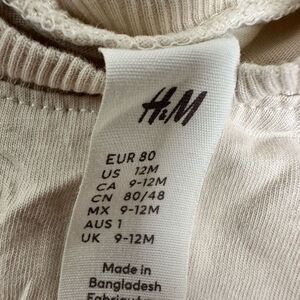 H&M
EUR 80
US 12M
CA 9-12M
CN 80/48
MX 9-12M
AUS 1
UK 9-12M
Made in
Bangladesh